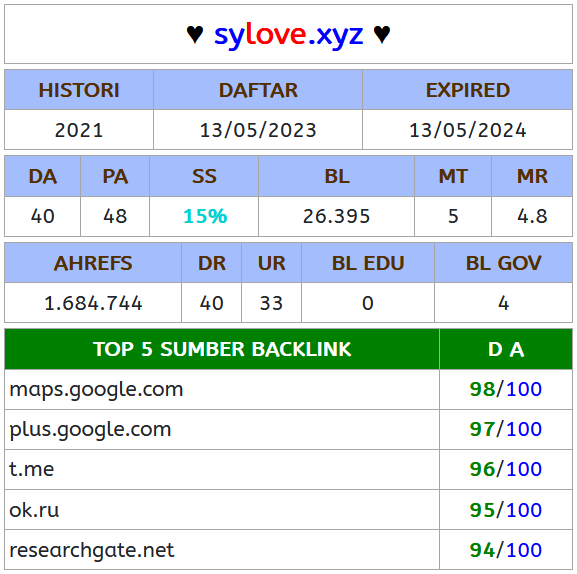 ♥ sylove.xyz ♥
HISTORI DAFTAR EXPIRED
2021 13/05/2023 13/05/2024
DA PA SS BL MT MR
40 48 15% 26.395 5 4.8
AHREFS DR UR BL EDU BL GOV
1.684.744 40 33 0 4
TOP 5 SUMBER BACKLINK D A
maps.google.com 98/100
plus.google.com 97/100
t.me 96/100
ok.ru 95/100
researchgate.net 94/100